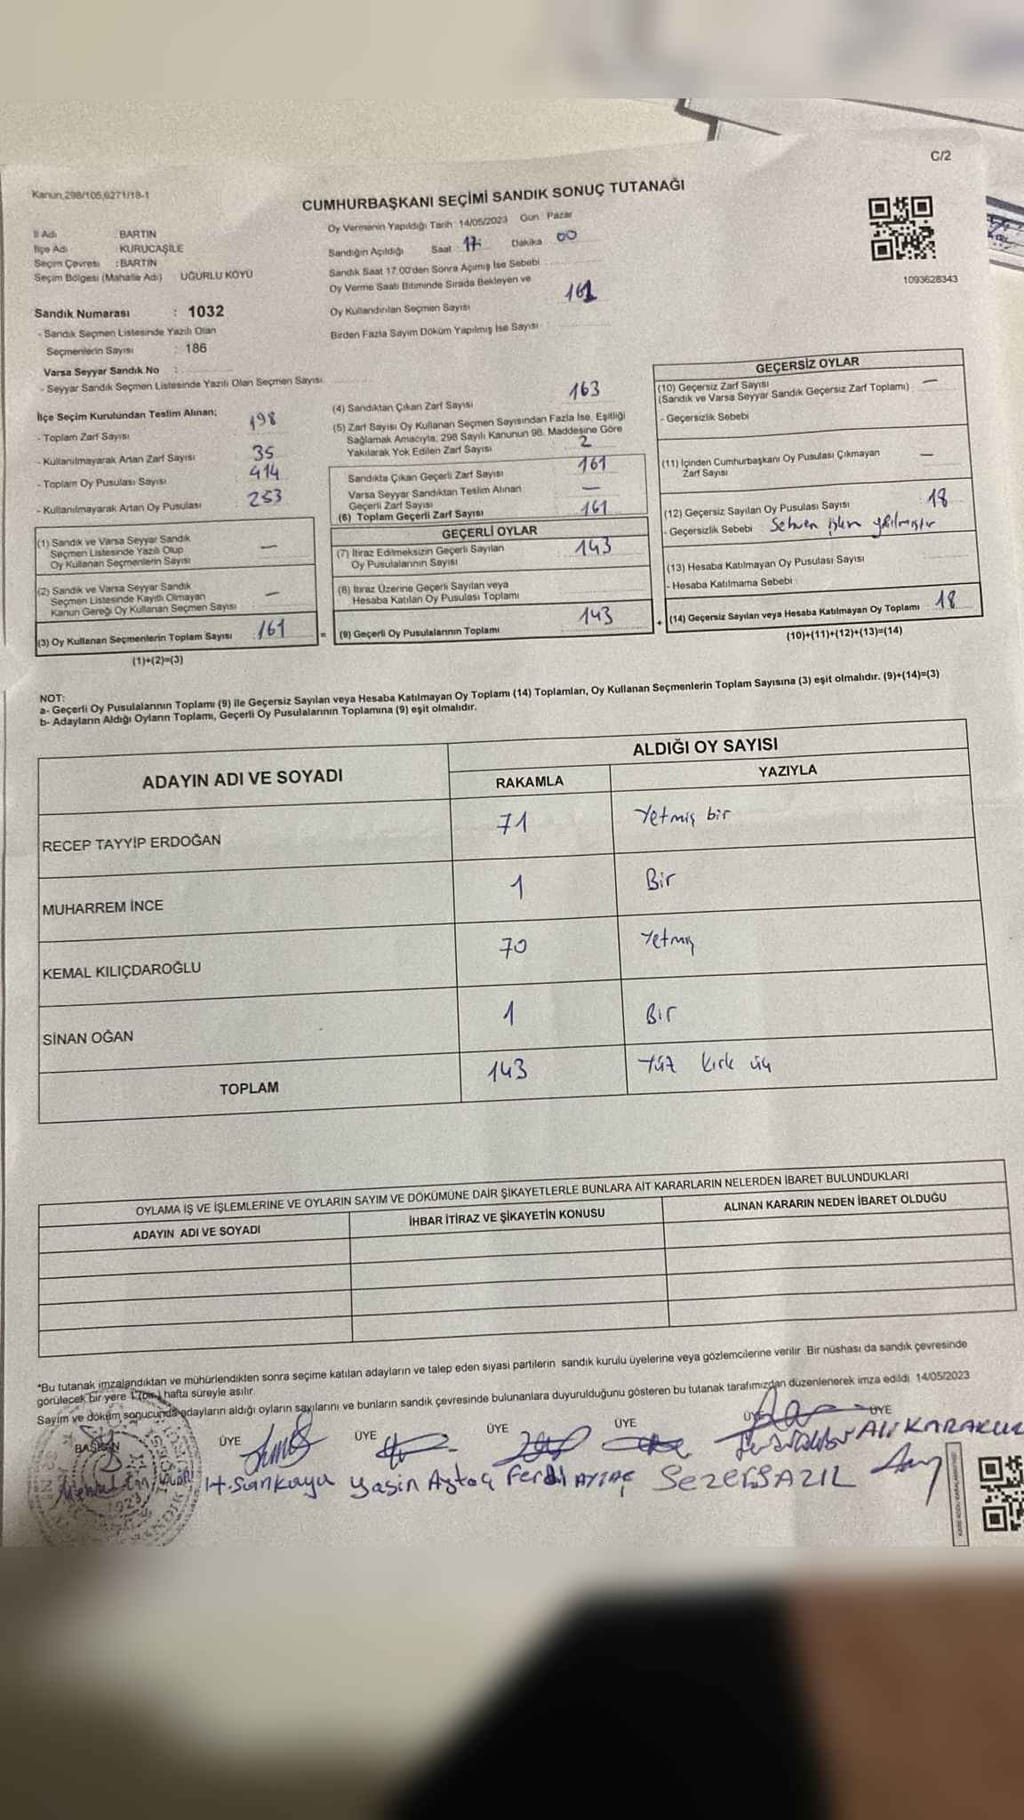 C/2
Kanun 298/105,6271/18-1
CUMHURBAŞKANI SEÇİMİ SANDIK SONUÇ TUTANAĞI
İl Adı : BARTIN
İlçe Adı : KURUCAŞİLE
Seçim Çevresi : BARTIN
Seçim Bölgesi (Mahalle Adı) UĞURLU KÖYÜ
Oy Vermenin Yapıldığı Tarih 14/05/2023 Gün Pazar
Sandığın Açıldığı Saat 17 Dakika 00
Sandık Saat 17.00'den Sonra Açılmış İse Sebebi
Oy Verme Saati Bitiminde Sırada Bekleyen ve
Oy Kullandırılan Seçmen Sayısı 161
Birden Fazla Sayım Döküm Yapılmış İse Sayısı
1093628343
Sandık Numarası : 1032
- Sandık Seçmen Listesinde Yazılı Olan
Seçmenlerin Sayısı : 186
Varsa Seyyar Sandık No :
- Seyyar Sandık Seçmen Listesinde Yazılı Olan Seçmen Sayısı
İlçe Seçim Kurulundan Teslim Alınan;
- Toplam Zarf Sayısı 198
- Kullanılmayarak Artan Zarf Sayısı 35
- Toplam Oy Pusulası Sayısı 414
- Kullanılmayarak Artan Oy Pusulası 253
(1) Sandık ve Varsa Seyyar Sandık
Seçmen Listesinde Yazılı Olup
Oy Kullanan Seçmenlerin Sayısı —
(2) Sandık ve Varsa Seyyar Sandık
Seçmen Listesinde Kayıtlı Olmayan
Kanun Gereği Oy Kullanan Seçmen Sayısı —
(3) Oy Kullanan Seçmenlerin Toplam Sayısı 161 =
(1)+(2)=(3)
(4) Sandıktan Çıkan Zarf Sayısı 163
(5) Zarf Sayısı Oy Kullanan Seçmen Sayısından Fazla İse, Eşitliği
Sağlamak Amacıyla, 298 Sayılı Kanunun 98. Maddesine Göre
Yakılarak Yok Edilen Zarf Sayısı 2
Sandıkta Çıkan Geçerli Zarf Sayısı 161
Varsa Seyyar Sandıktan Teslim Alınan
Geçerli Zarf Sayısı —
(6) Toplam Geçerli Zarf Sayısı 161
GEÇERLİ OYLAR
(7) İtiraz Edilmeksizin Geçerli Sayılan
Oy Pusulalarının Sayısı 143
(8) İtiraz Üzerine Geçerli Sayılan veya
Hesaba Katılan Oy Pusulası Toplamı
(9) Geçerli Oy Pusulalarının Toplamı 143 +
GEÇERSİZ OYLAR
(10) Geçersiz Zarf Sayısı —
(Sandık ve Varsa Seyyar Sandık Geçersiz Zarf Toplamı)
- Geçersizlik Sebebi
(11) İçinden Cumhurbaşkanı Oy Pusulası Çıkmayan
Zarf Sayısı —
(12) Geçersiz Sayılan Oy Pusulası Sayısı 18
- Geçersizlik Sebebi Sehven işlem yapılmıştır
(13) Hesaba Katılmayan Oy Pusulası Sayısı
- Hesaba Katılmama Sebebi
(14) Geçersiz Sayılan veya Hesaba Katılmayan Oy Toplamı 18
(10)+(11)+(12)+(13)=(14)
NOT:
a- Geçerli Oy Pusulalarının Toplamı (9) ile Geçersiz Sayılan veya Hesaba Katılmayan Oy Toplamı (14) Toplamları, Oy Kullanan Seçmenlerin Toplam Sayısına (3) eşit olmalıdır. (9)+(14)=(3)
b- Adayların Aldığı Oyların Toplamı, Geçerli Oy Pusulalarının Toplamına (9) eşit olmalıdır.
ADAYIN ADI VE SOYADI
ALDIĞI OY SAYISI
RAKAMLA YAZIYLA
RECEP TAYYİP ERDOĞAN 71 Yetmiş bir
MUHARREM İNCE 1 Bir
KEMAL KILIÇDAROĞLU 70 Yetmiş
SİNAN OĞAN 1 Bir
TOPLAM 143 Yüz kırk üç
OYLAMA İŞ VE İŞLEMLERİNE VE OYLARIN SAYIM VE DÖKÜMÜNE DAİR ŞİKAYETLERLE BUNLARA AİT KARARLARIN NELERDEN İBARET BULUNDUKLARI
ADAYIN ADI VE SOYADI İHBAR İTİRAZ VE ŞİKAYETİN KONUSU ALINAN KARARIN NEDEN İBARET OLDUĞU
*Bu tutanak imzalandıktan ve mühürlendikten sonra seçime katılan adayların ve talep eden siyasi partilerin sandık kurulu üyelerine veya gözlemcilerine verilir Bir nüshası da sandık çevresinde
görülecek bir yere 1 (bir) hafta süreyle asılır.
Sayım ve döküm sonucunda adayların aldığı oyların sayılarını ve bunların sandık çevresinde bulunanlara duyurulduğunu gösteren bu tutanak tarafımızdan düzenlenerek imza edildi. 14/05/2023
BAŞKAN ÜYE ÜYE ÜYE ÜYE ÜYE ÜYE
ALİ KARAKUŞ
H. Sarıkaya Yasin Aytaç Ferdi AYTAÇ SEZER SAZIL